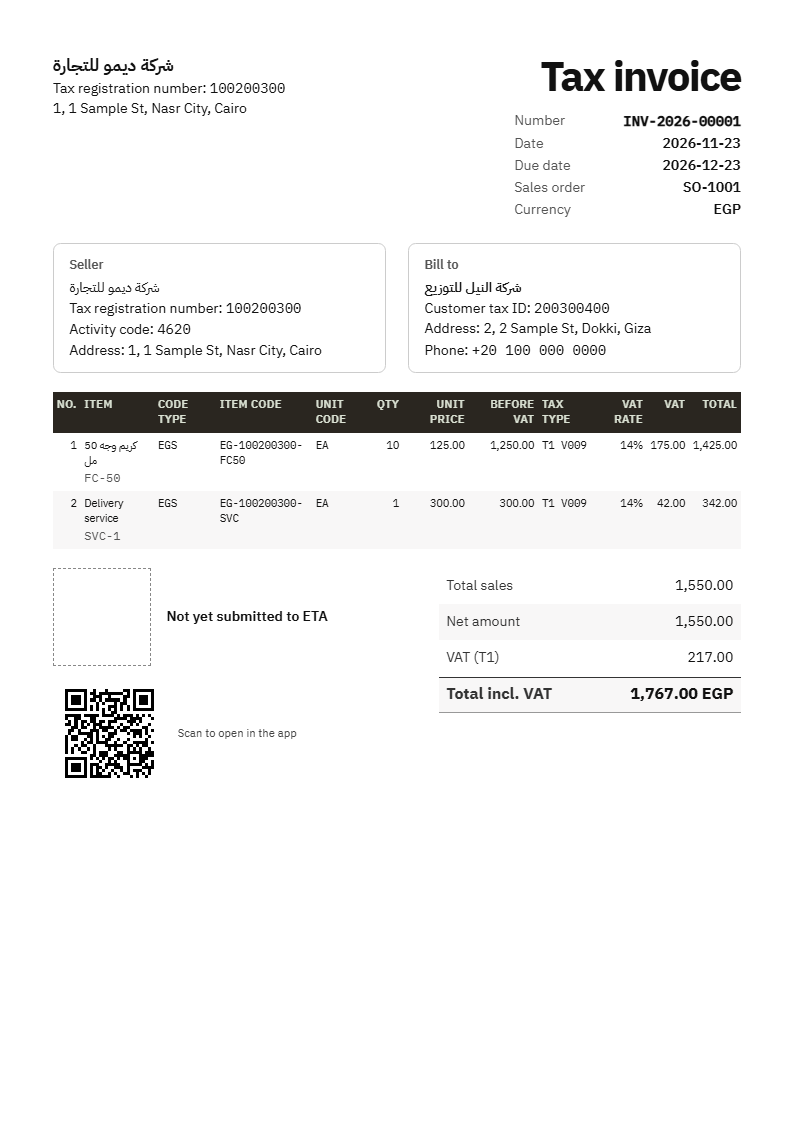 شركة ديمو للتجارة
Tax registration number: 100200300
1, 1 Sample St, Nasr City, Cairo
Tax invoice
Number INV-2026-00001
Date 2026-11-23
Due date 2026-12-23
Sales order SO-1001
Currency EGP
Seller
شركة ديمو للتجارة
Tax registration number: 100200300
Activity code: 4620
Address: 1, 1 Sample St, Nasr City, Cairo
Bill to
شركة النيل للتوزيع
Customer tax ID: 200300400
Address: 2, 2 Sample St, Dokki, Giza
Phone: +20 100 000 0000
NO. ITEM CODE TYPE ITEM CODE UNIT CODE QTY UNIT PRICE BEFORE VAT TAX TYPE VAT RATE VAT TOTAL
1 كريم وجه 50 مل EGS EG-100200300-FC50 EA 10 125.00 1,250.00 T1 V009 14% 175.00 1,425.00
FC-50
2 Delivery service EGS EG-100200300-SVC EA 1 300.00 300.00 T1 V009 14% 42.00 342.00
SVC-1
Not yet submitted to ETA
Scan to open in the app
Total sales 1,550.00
Net amount 1,550.00
VAT (T1) 217.00
Total incl. VAT 1,767.00 EGP